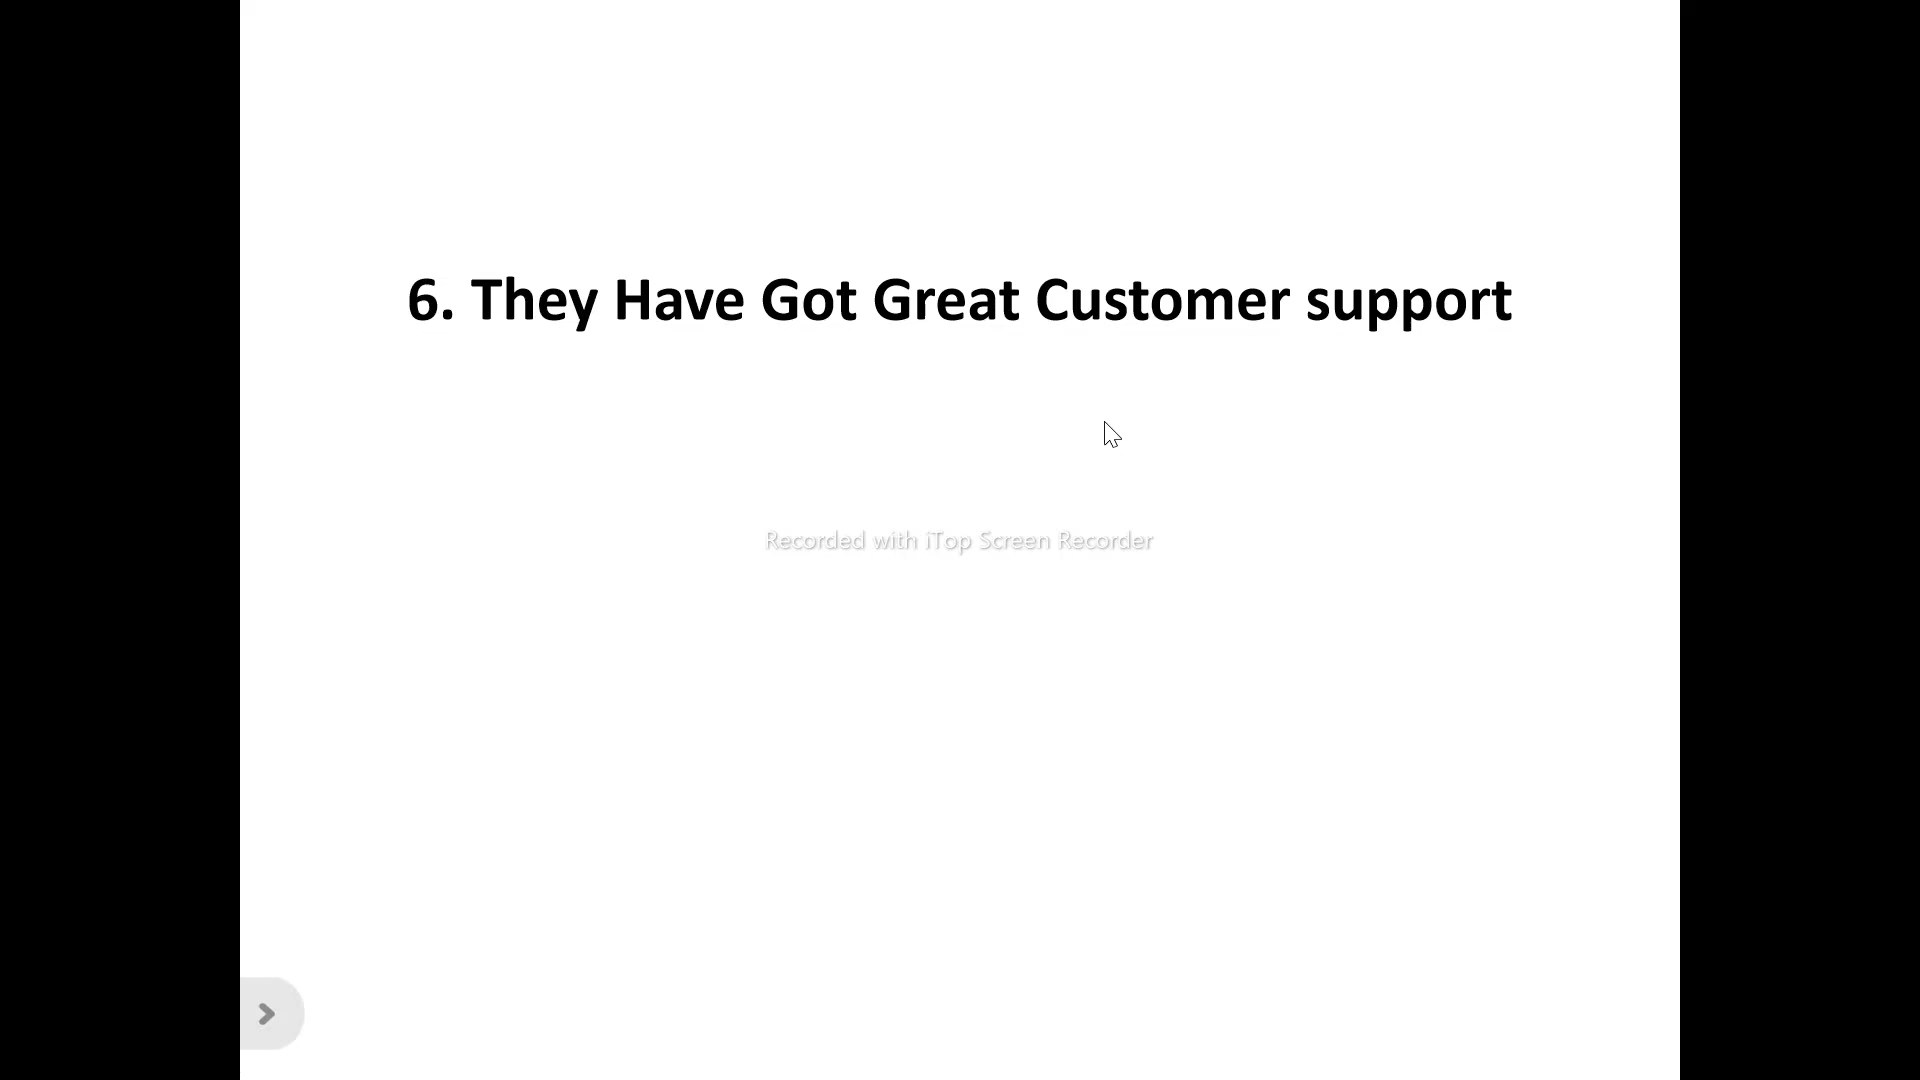 6. They Have Got Great Customer support
Recorded with iTop Screen Recorder